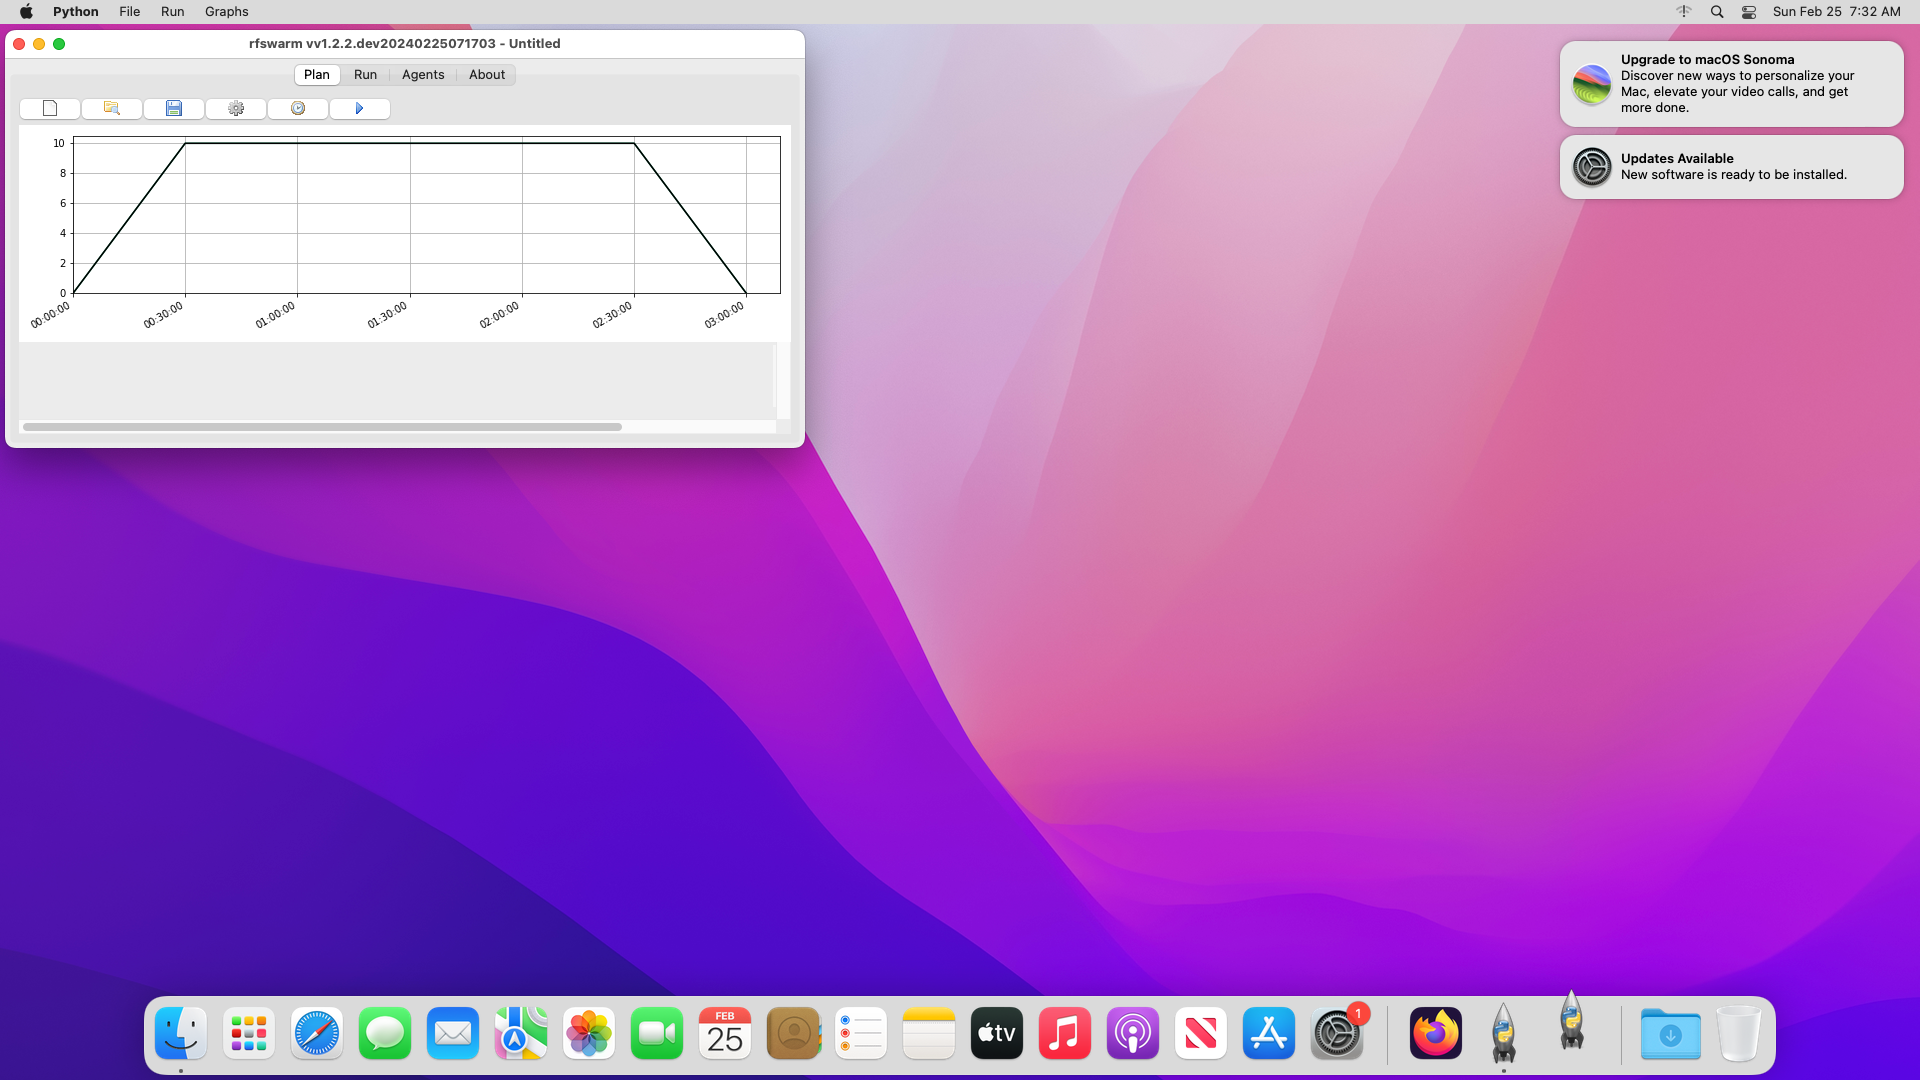 Python File Run Graphs
Sun Feb 25 7:32 AM
rfswarm vv1.2.2.dev20240225071703 - Untitled
Plan Run Agents About
10
8
6
4
2
0
00:00:00 00:30:00 01:00:00 01:30:00 02:00:00 02:30:00 03:00:00
Upgrade to macOS Sonoma
Discover new ways to personalize your
Mac, elevate your video calls, and get
more done.
Updates Available
New software is ready to be installed.
FEB
25
tv
1